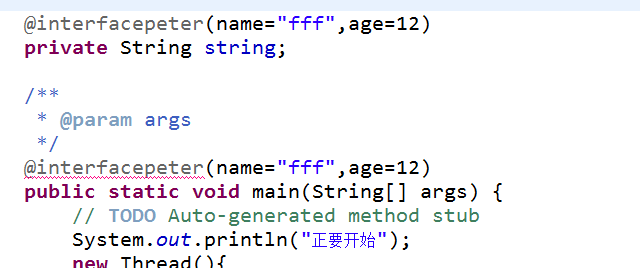 @interfacepeter(name="fff",age=12)
private String string;
/**
* @param args
*/
@interfacepeter(name="fff",age=12)
public static void main(String[] args) {
// TODO Auto-generated method stub
System.out.println("正要开始");
new Thread(){